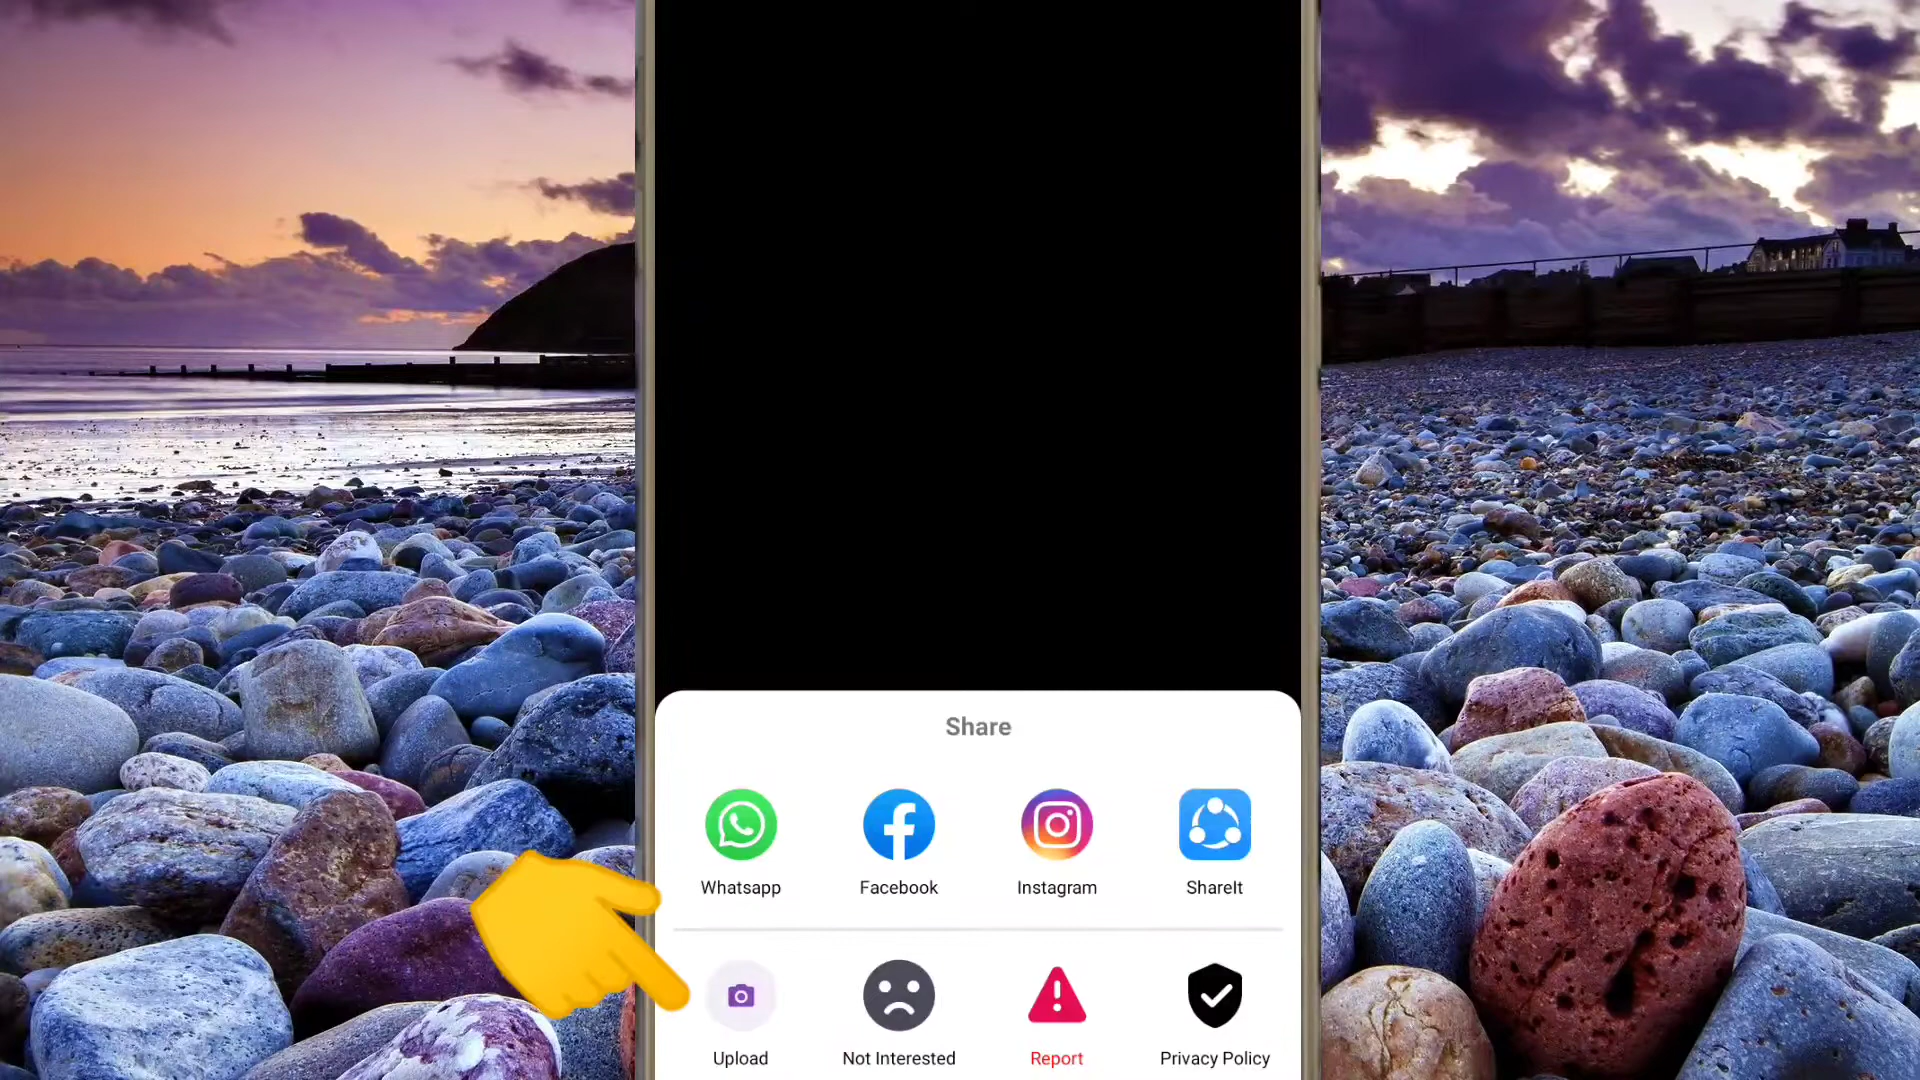 Share
Whatsapp
Facebook
Instagram
ShareIt
Upload
Not Interested
Report
Privacy Policy